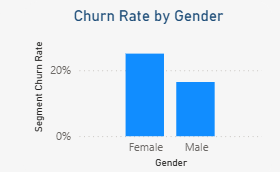 Churn Rate by Gender
Segment Churn Rate
20%
0%
Female Male
Gender